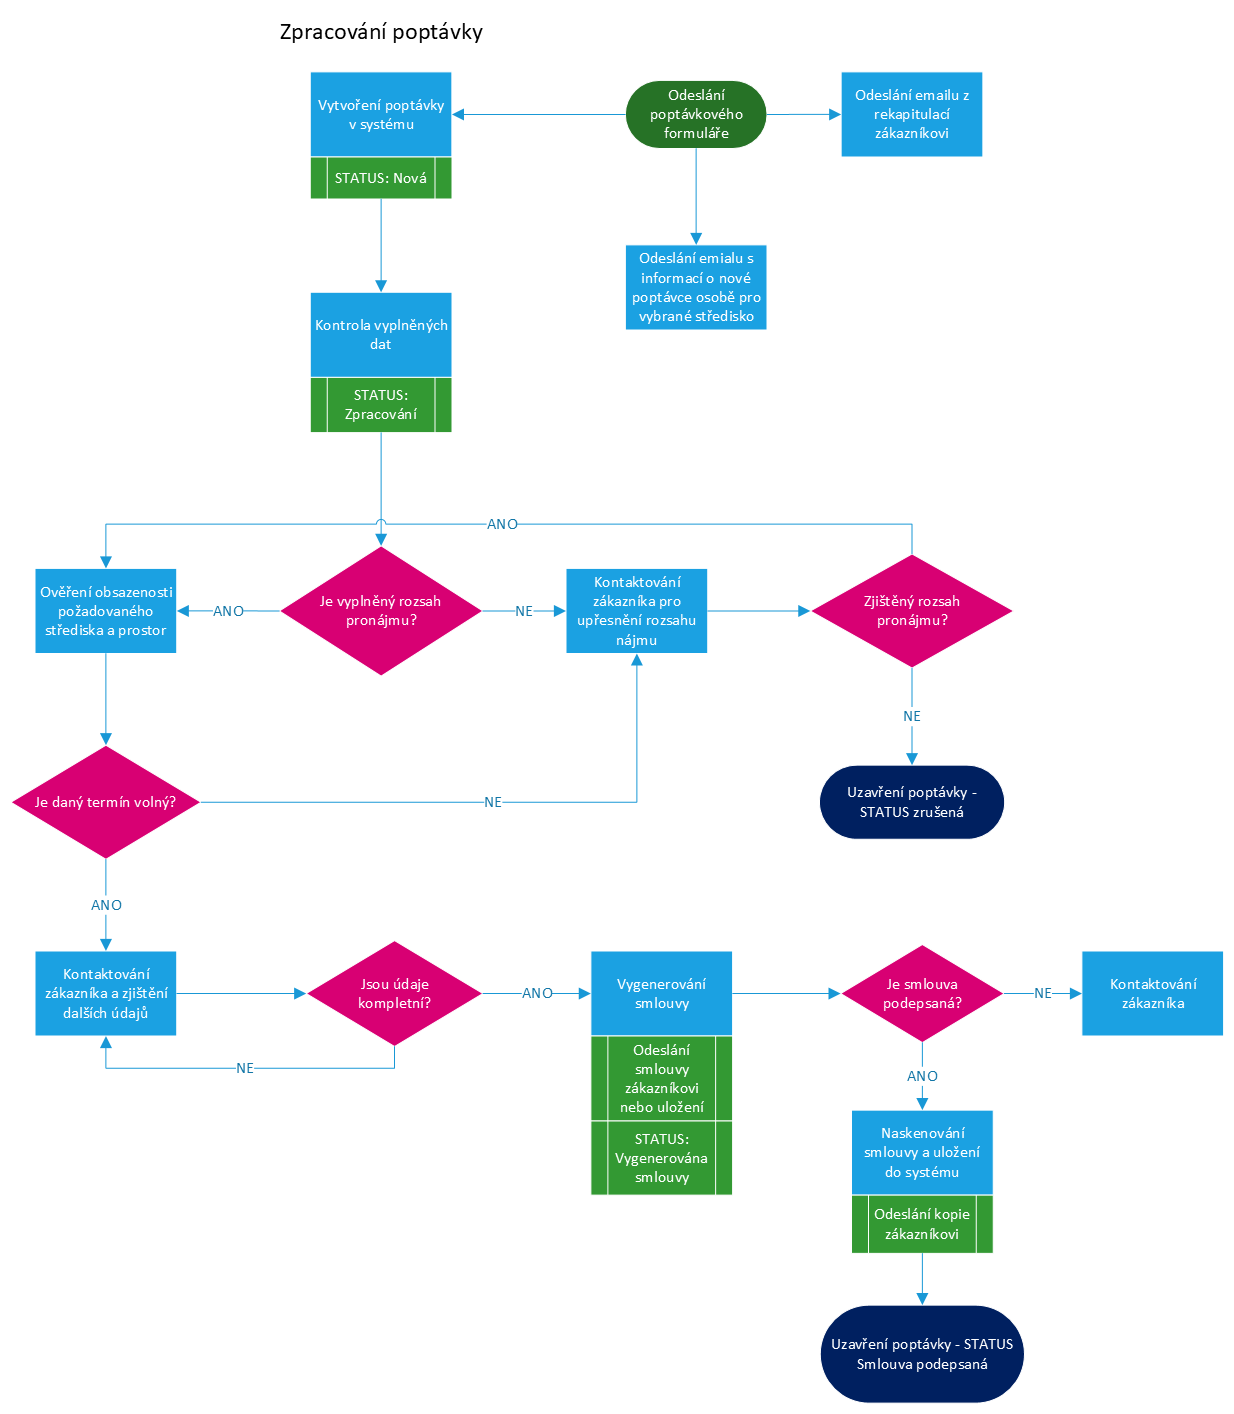 Zpracování poptávky
Vytvoření poptávky
v systému
STATUS: Nová
Odeslání
poptávkového
formuláře
Odeslání emailu z
rekapitulací
zákazníkovi
Odeslání emialu s
informací o nové
poptávce osobě pro
vybrané středisko
Kontrola vyplněných
dat
STATUS:
Zpracování
ANO
Ověření obsazenosti
požadovaného
střediska a prostor
ANO
Je vyplněný rozsah
pronájmu?
NE
Kontaktování
zákazníka pro
upřesnění rozsahu
nájmu
Zjištěný rozsah
pronájmu?
NE
Uzavření poptávky -
STATUS zrušená
Je daný termín volný?
NE
ANO
Kontaktování
zákazníka a zjištění
dalších údajů
Jsou údaje
kompletní?
NE
ANO
Vygenerování
smlouvy
Odeslání
smlouvy
zákazníkovi
nebo uložení
STATUS:
Vygenerována
smlouvy
Je smlouva
podepsaná?
NE
Kontaktování
zákazníka
ANO
Naskenování
smlouvy a uložení
do systému
Odeslání kopie
zákazníkovi
Uzavření poptávky - STATUS
Smlouva podepsaná